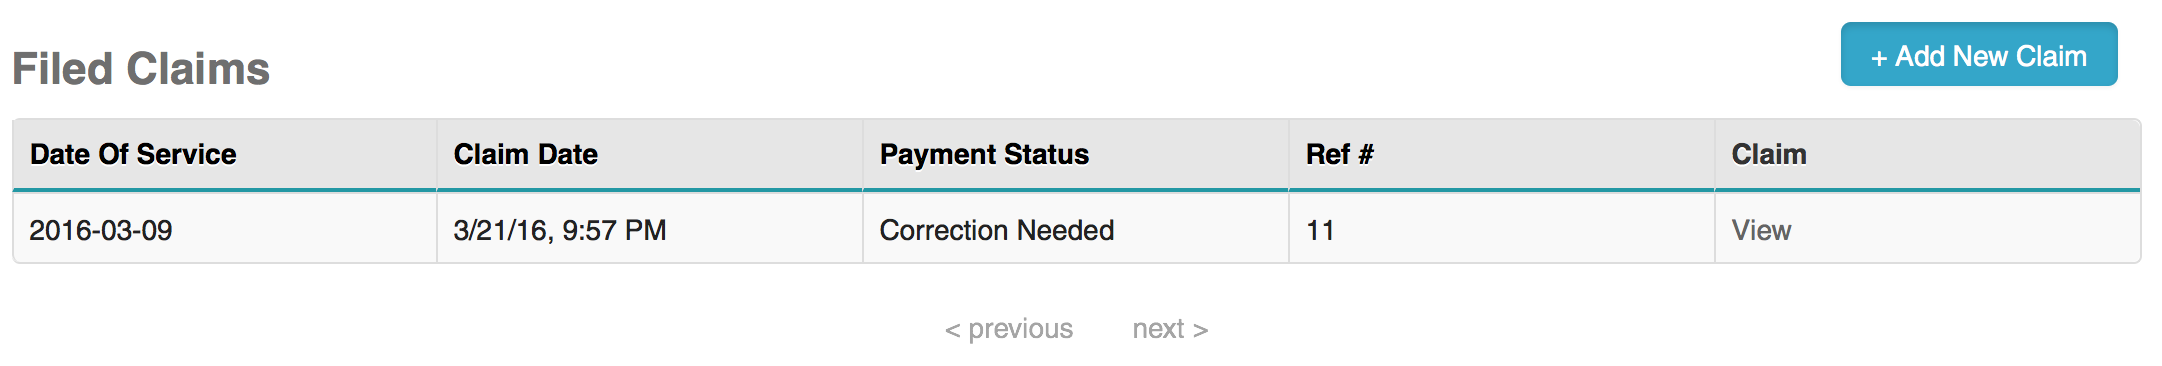 Filed Claims
+ Add New Claim
Date Of Service Claim Date Payment Status Ref # Claim
2016-03-09 3/21/16, 9:57 PM Correction Needed 11 View
< previous next >